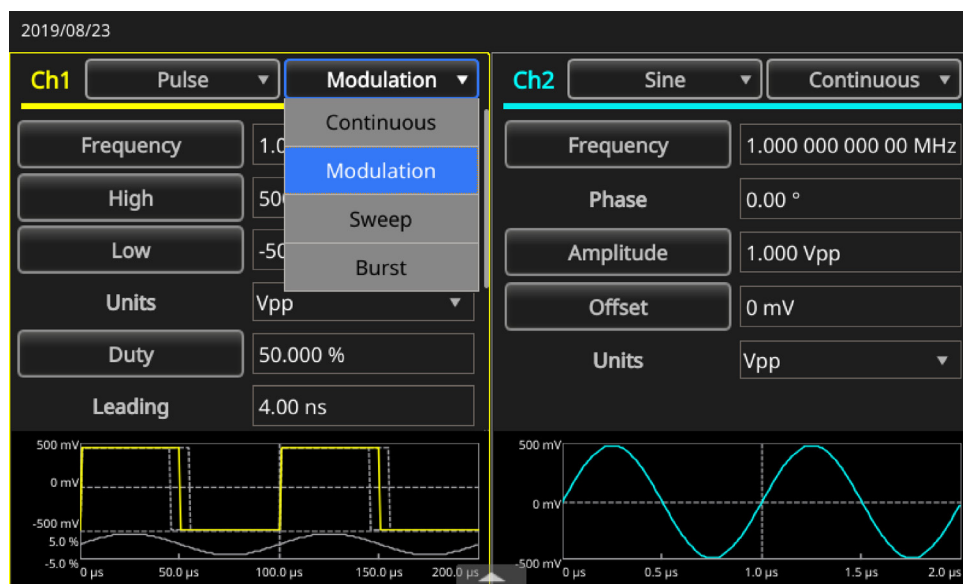 2019/08/23
Ch1 Pulse Modulation
Continuous
Modulation
Sweep
Burst
Frequency 1.0
High 50
Low -50
Units Vpp
Duty 50.000 %
Leading 4.00 ns
500 mV
0 mV
-500 mV
5.0 %
-5.0 %
0 µs 50.0 µs 100.0 µs 150.0 µs 200.0 µs
Ch2 Sine Continuous
Frequency 1.000 000 000 00 MHz
Phase 0.00 °
Amplitude 1.000 Vpp
Offset 0 mV
Units Vpp
500 mV
0 mV
-500 mV
0 µs 0.5 µs 1.0 µs 1.5 µs 2.0 µs